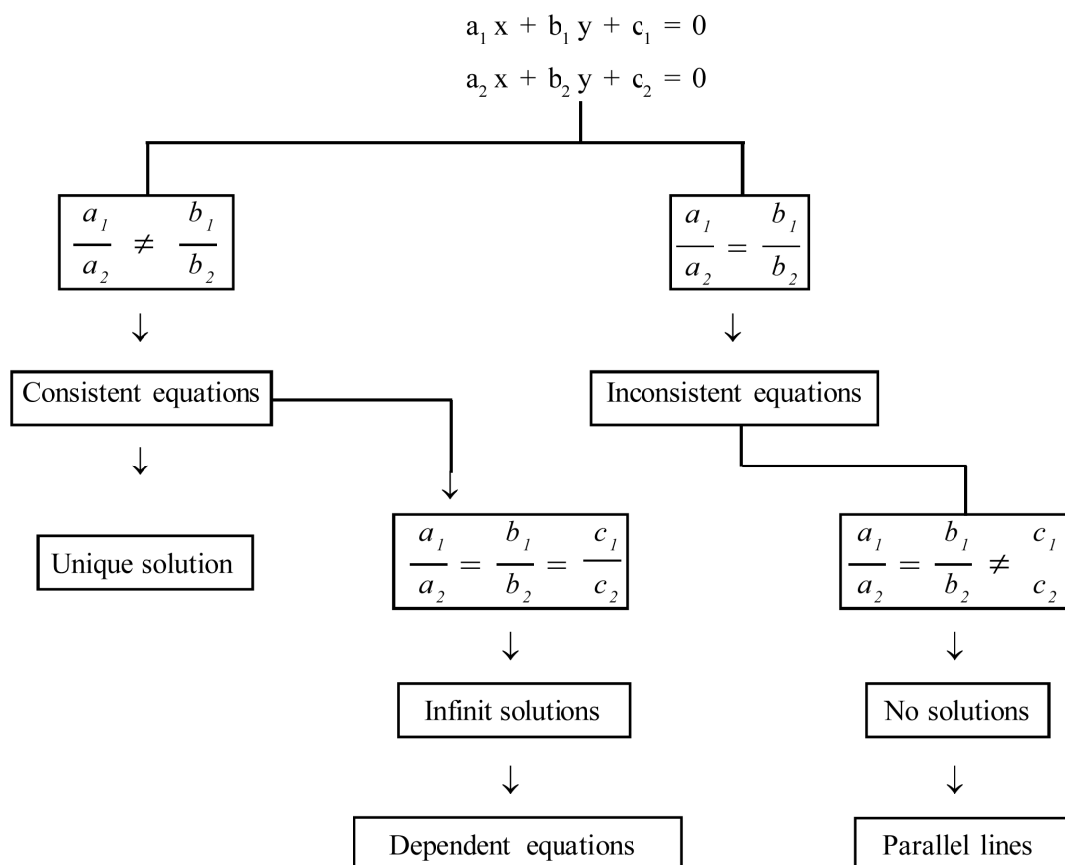 a₁ x + b₁ y + c₁ = 0
a₂ x + b₂ y + c₂ = 0
a₁/a₂ ≠ b₁/b₂
a₁/a₂ = b₁/b₂
↓ ↓
Consistent equations
Inconsistent equations
↓
Unique solution
a₁/a₂ = b₁/b₂ = c₁/c₂
a₁/a₂ = b₁/b₂ ≠ c₁ c₂
↓ ↓
Infinit solutions
No solutions
↓ ↓
Dependent equations
Parallel lines